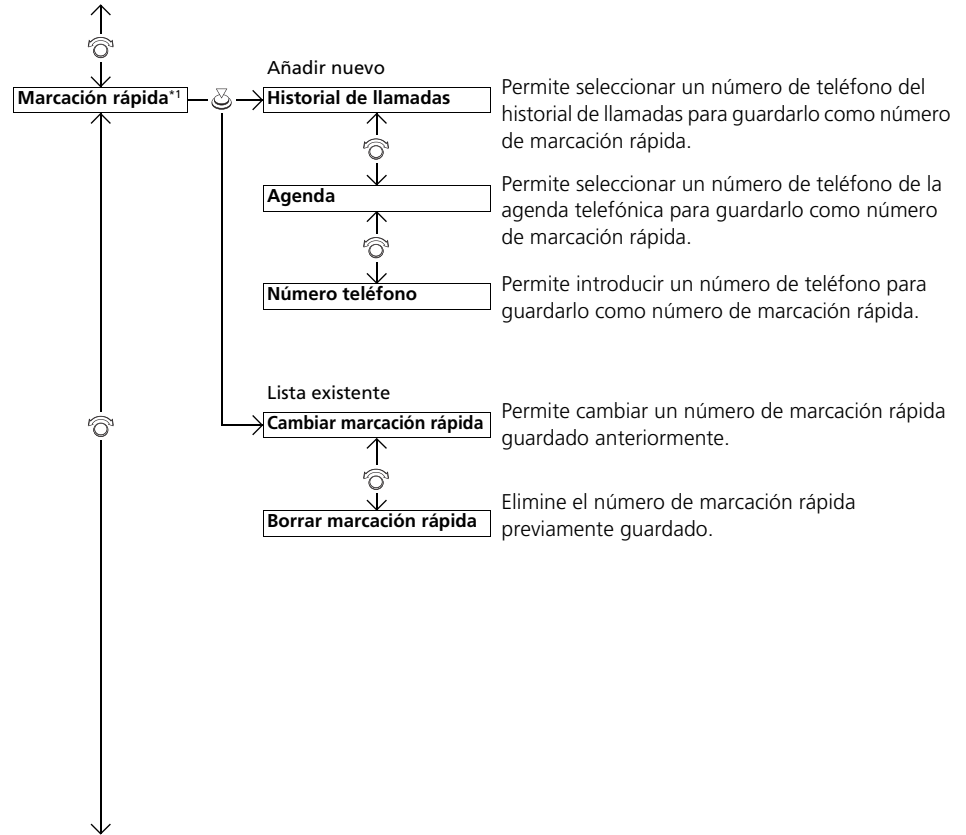 Añadir nuevo
Marcación rápida*1
Historial de llamadas
Permite seleccionar un número de teléfono del
historial de llamadas para guardarlo como número
de marcación rápida.
Agenda
Permite seleccionar un número de teléfono de la
agenda telefónica para guardarlo como número
de marcación rápida.
Número teléfono
Permite introducir un número de teléfono para
guardarlo como número de marcación rápida.
Lista existente
Cambiar marcación rápida
Permite cambiar un número de marcación rápida
guardado anteriormente.
Borrar marcación rápida
Elimine el número de marcación rápida
previamente guardado.